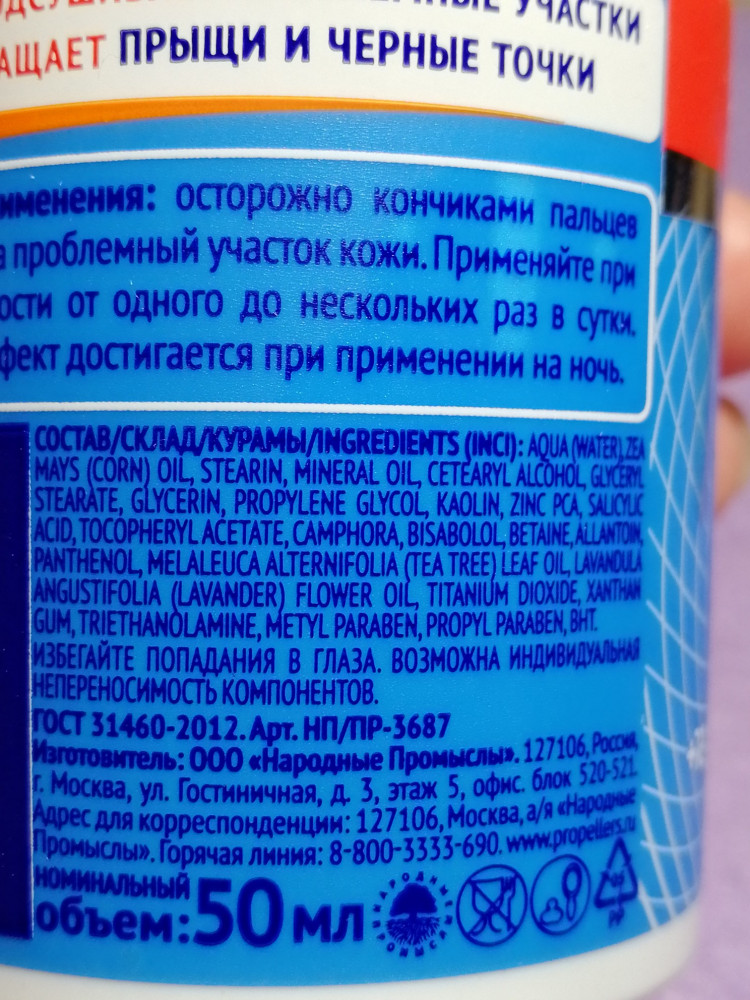 УЧАСТКИ
ПРЫЩИ И ЧЕРНЫЕ ТОЧКИ
осторожно кончиками пальцев
проблемный участок кожи. Применяйте при
от одного до нескольких раз в сутки.
достигается при применении на ночь.
СОСТАВ/СКЛАД/КУРАМЫ/INGREDIENTS (INCI): AQUA (WATER), ZEA
MAYS (CORN) OIL, STEARIN, MINERAL OIL, CETEARYL ALCOHOL, GLYCERYL
STEARATE, GLYCERIN, PROPYLENE GLYCOL, KAOLIN, ZINC PCA, SALICYLIC
ACID, TOCOPHERYL ACETATE, CAMPHORA, BISABOLOL, BETAINE, ALLANTOIN,
PANTHENOL, MELALEUCA ALTERNIFOLIA (TEA TREE) LEAF OIL, LAVANDULA
ANGUSTIFOLIA (LAVANDER) FLOWER OIL, TITANIUM DIOXIDE, XANTHAN
GUM, TRIETHANOLAMINE, METYL PARABEN, PROPYL PARABEN, BHT.
ИЗБЕГАЙТЕ ПОПАДАНИЯ В ГЛАЗА. ВОЗМОЖНА ИНДИВИДУАЛЬНАЯ
НЕПЕРЕНОСИМОСТЬ КОМПОНЕНТОВ.
ГОСТ 31460-2012. Арт. НП/ПР-3687
Изготовитель: ООО «Народные Промыслы». 127106, Россия,
г. Москва, ул. Гостиничная, д. 3, этаж 5, офис. блок 520-521.
Адрес для корреспонденции: 127106, Москва, а/я «Народные
Промыслы». Горячая линия: 8-800-3333-690. www.propellers.ru
номинальный
объем: 50 мл
НАРОДНЫЕ ПРОМЫСЛЫ